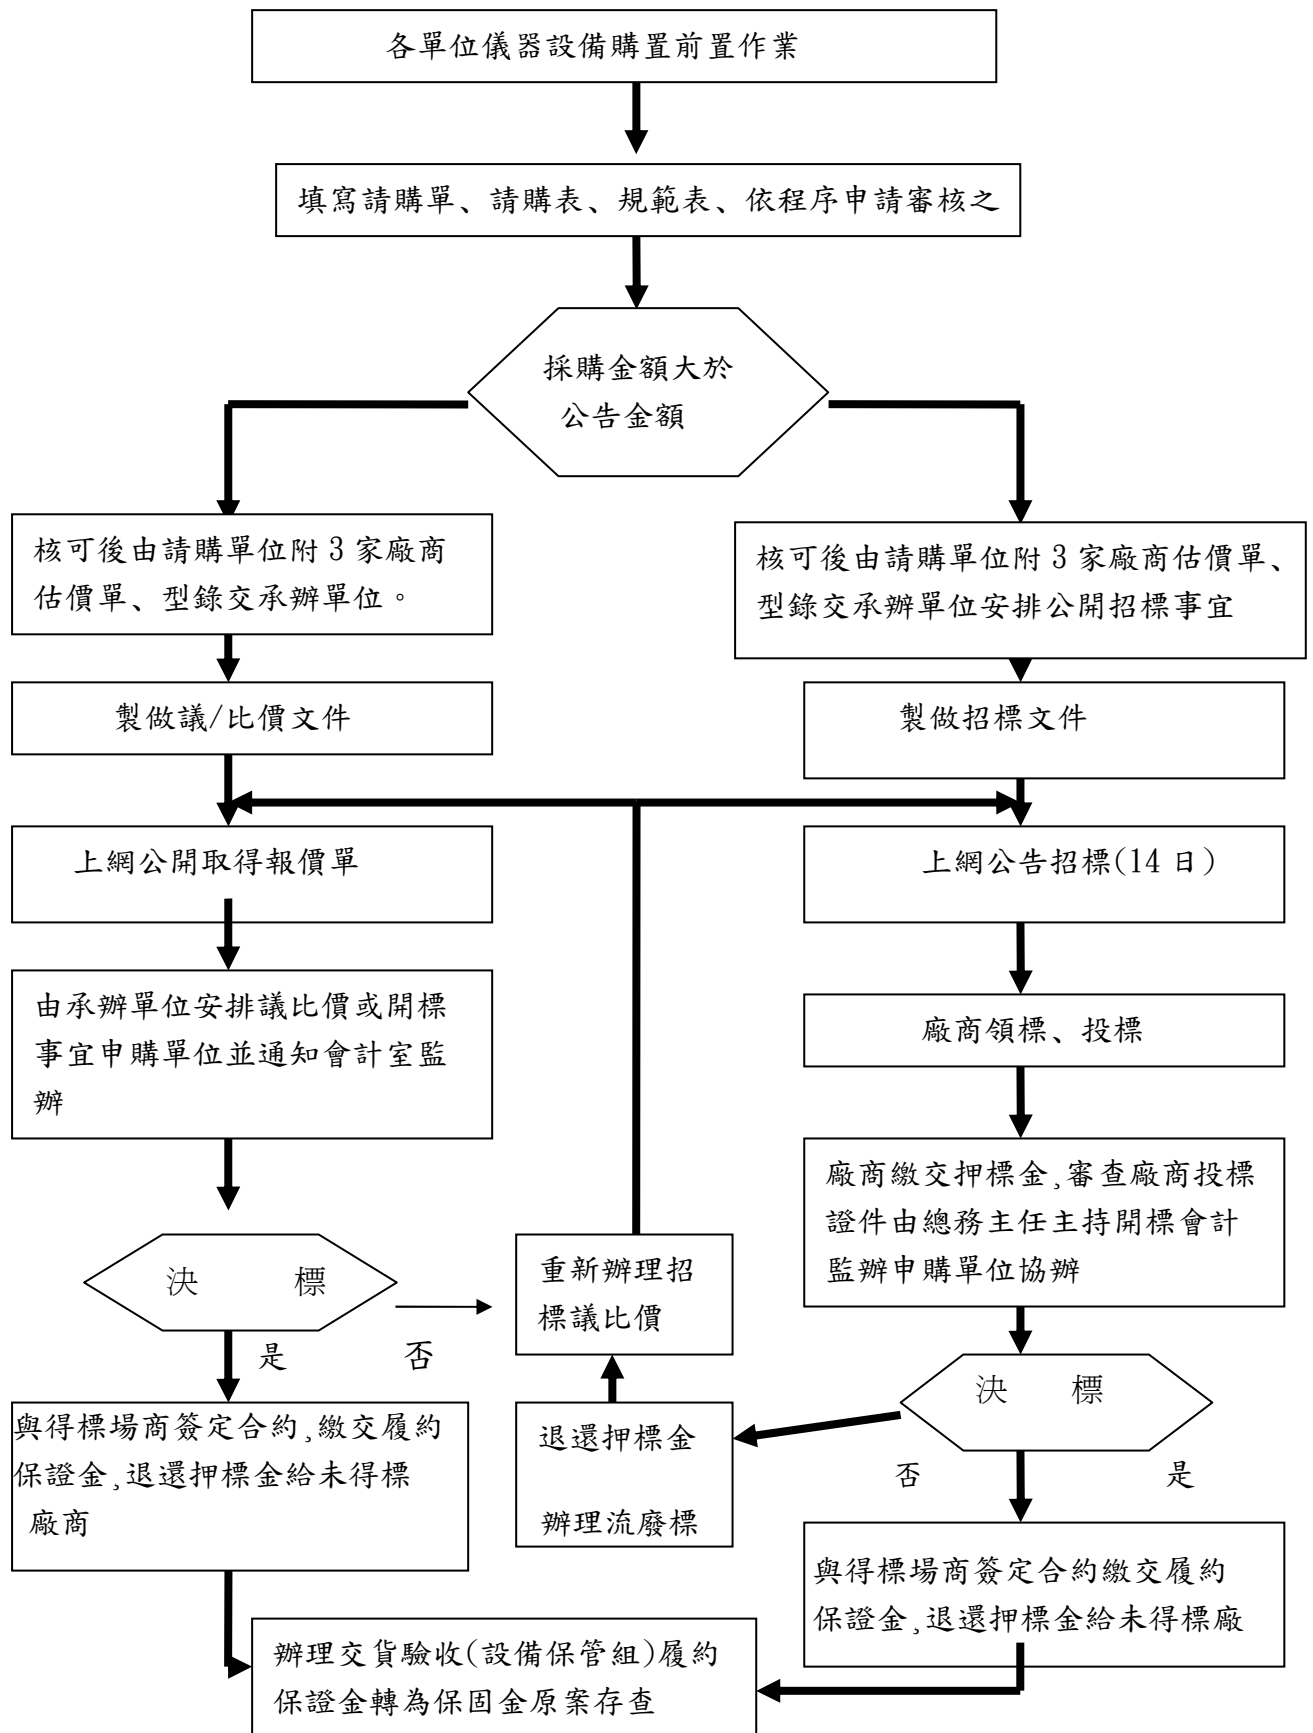 各單位儀器設備購置前置作業
填寫請購單、請購表、規範表、依程序申請審核之
採購金額大於
公告金額
核可後由請購單位附 3 家廠商
估價單、型錄交承辦單位。
核可後由請購單位附 3 家廠商估價單、
型錄交承辦單位安排公開招標事宜
製做議/比價文件
製做招標文件
上網公開取得報價單
上網公告招標(14 日)
由承辦單位安排議比價或開標
事宜申購單位並通知會計室監
辦
廠商領標、投標
廠商繳交押標金,審查廠商投標
證件由總務主任主持開標會計
監辦申購單位協辦
決 標
是 否
重新辦理招
標議比價
決 標
否 是
與得標場商簽定合約,繳交履約
保證金,退還押標金給未得標
廠商
退還押標金
辦理流廢標
與得標場商簽定合約繳交履約
保證金,退還押標金給未得標廠
辦理交貨驗收(設備保管組)履約
保證金轉為保固金原案存查